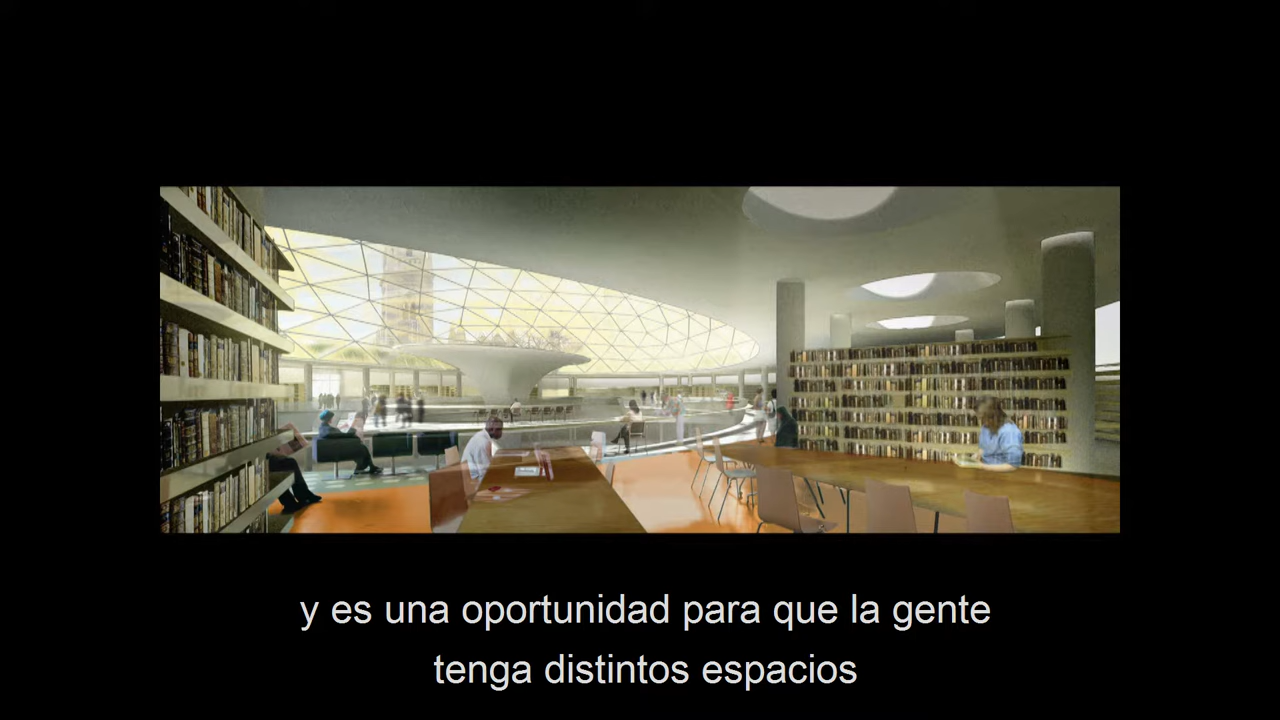 y es una oportunidad para que la gente
tenga distintos espacios